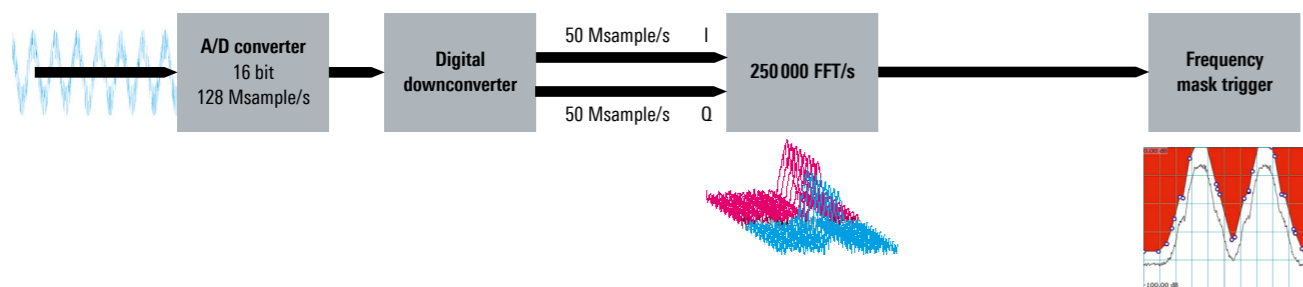 A/D converter
16 bit
128 Msample/s
Digital
downconverter
50 Msample/s I
50 Msample/s Q
250 000 FFT/s
Frequency
mask trigger
0.00 dB
-100.00 dB